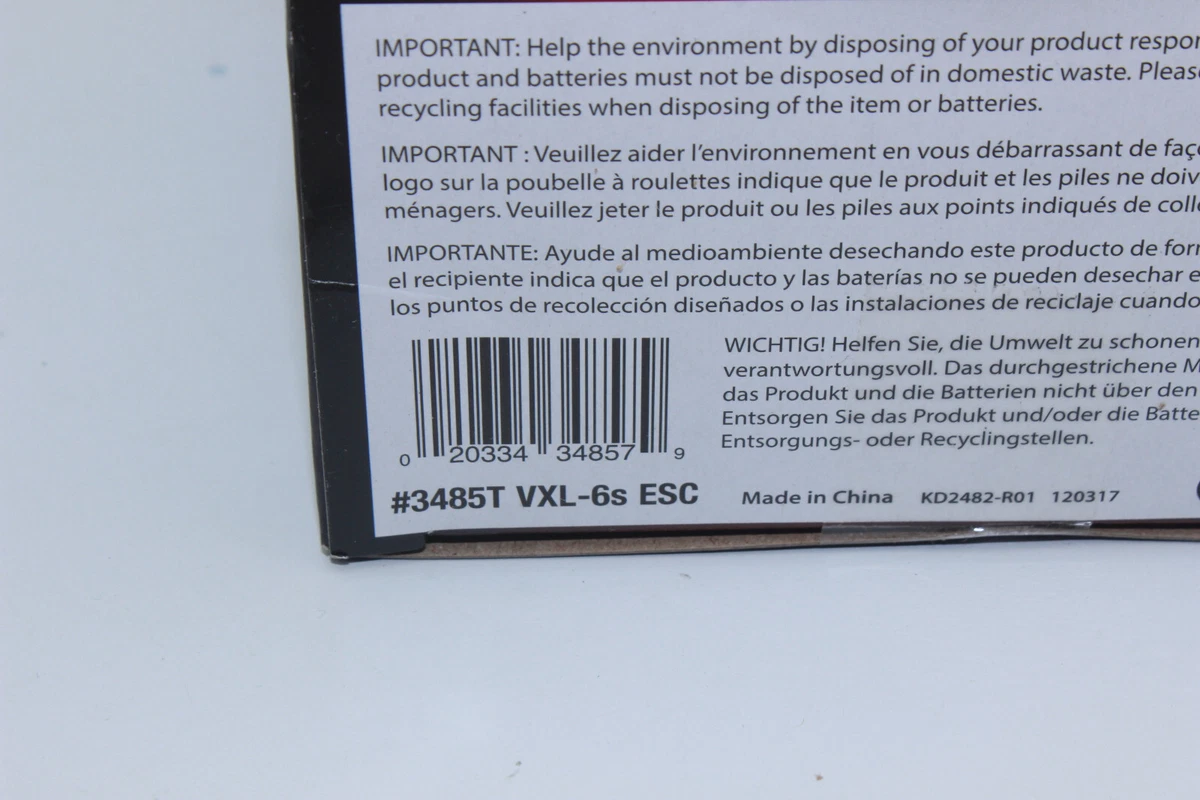 IMPORTANT: Help the environment by disposing of your product
product and batteries must not be disposed of in domestic waste.
recycling facilities when disposing of the item or batteries.
IMPORTANT : Veuillez aider l'environnement en vous débarrassant de
logo sur la poubelle à roulettes indique que le produit et les piles ne
ménagers. Veuillez jeter le produit ou les piles aux points indiqués de
IMPORTANTE: Ayude al medioambiente desechando este producto de
el recipiente indica que el producto y las baterías no se pueden desechar
los puntos de recolección diseñados o las instalaciones de reciclaje cuando
WICHTIG! Helfen Sie, die Umwelt zu schonen
verantwortungsvoll. Das durchgestrichene
das Produkt und die Batterien nicht über den
Entsorgen Sie das Produkt und/oder die
Entsorgungs- oder Recyclingstellen.
0 20334 34857 9
#3485T VXL-6s ESC Made in China KD2482-R01 120317